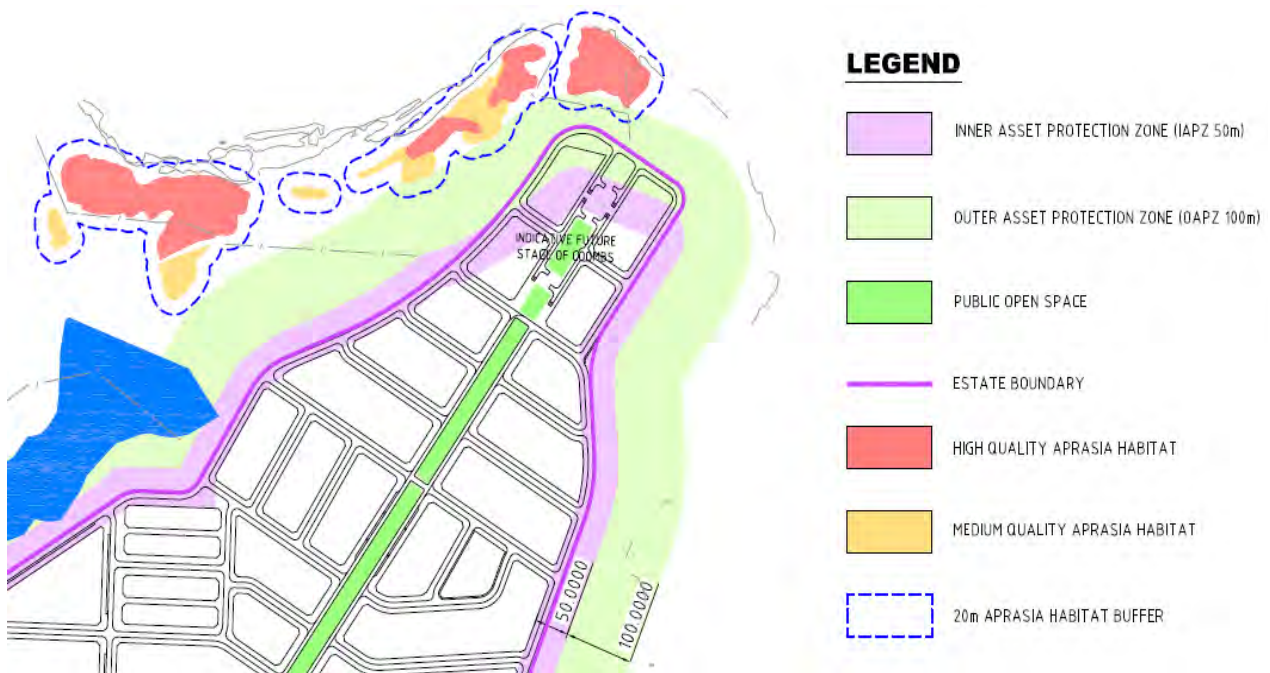 INDICATIVE FUTURE
STAGE OF COOMBS
50.0000
100.0000
LEGEND
INNER ASSET PROTECTION ZONE (IAPZ 50m)
OUTER ASSET PROTECTION ZONE (OAPZ 100m)
PUBLIC OPEN SPACE
ESTATE BOUNDARY
HIGH QUALITY APRASIA HABITAT
MEDIUM QUALITY APRASIA HABITAT
20m APRASIA HABITAT BUFFER